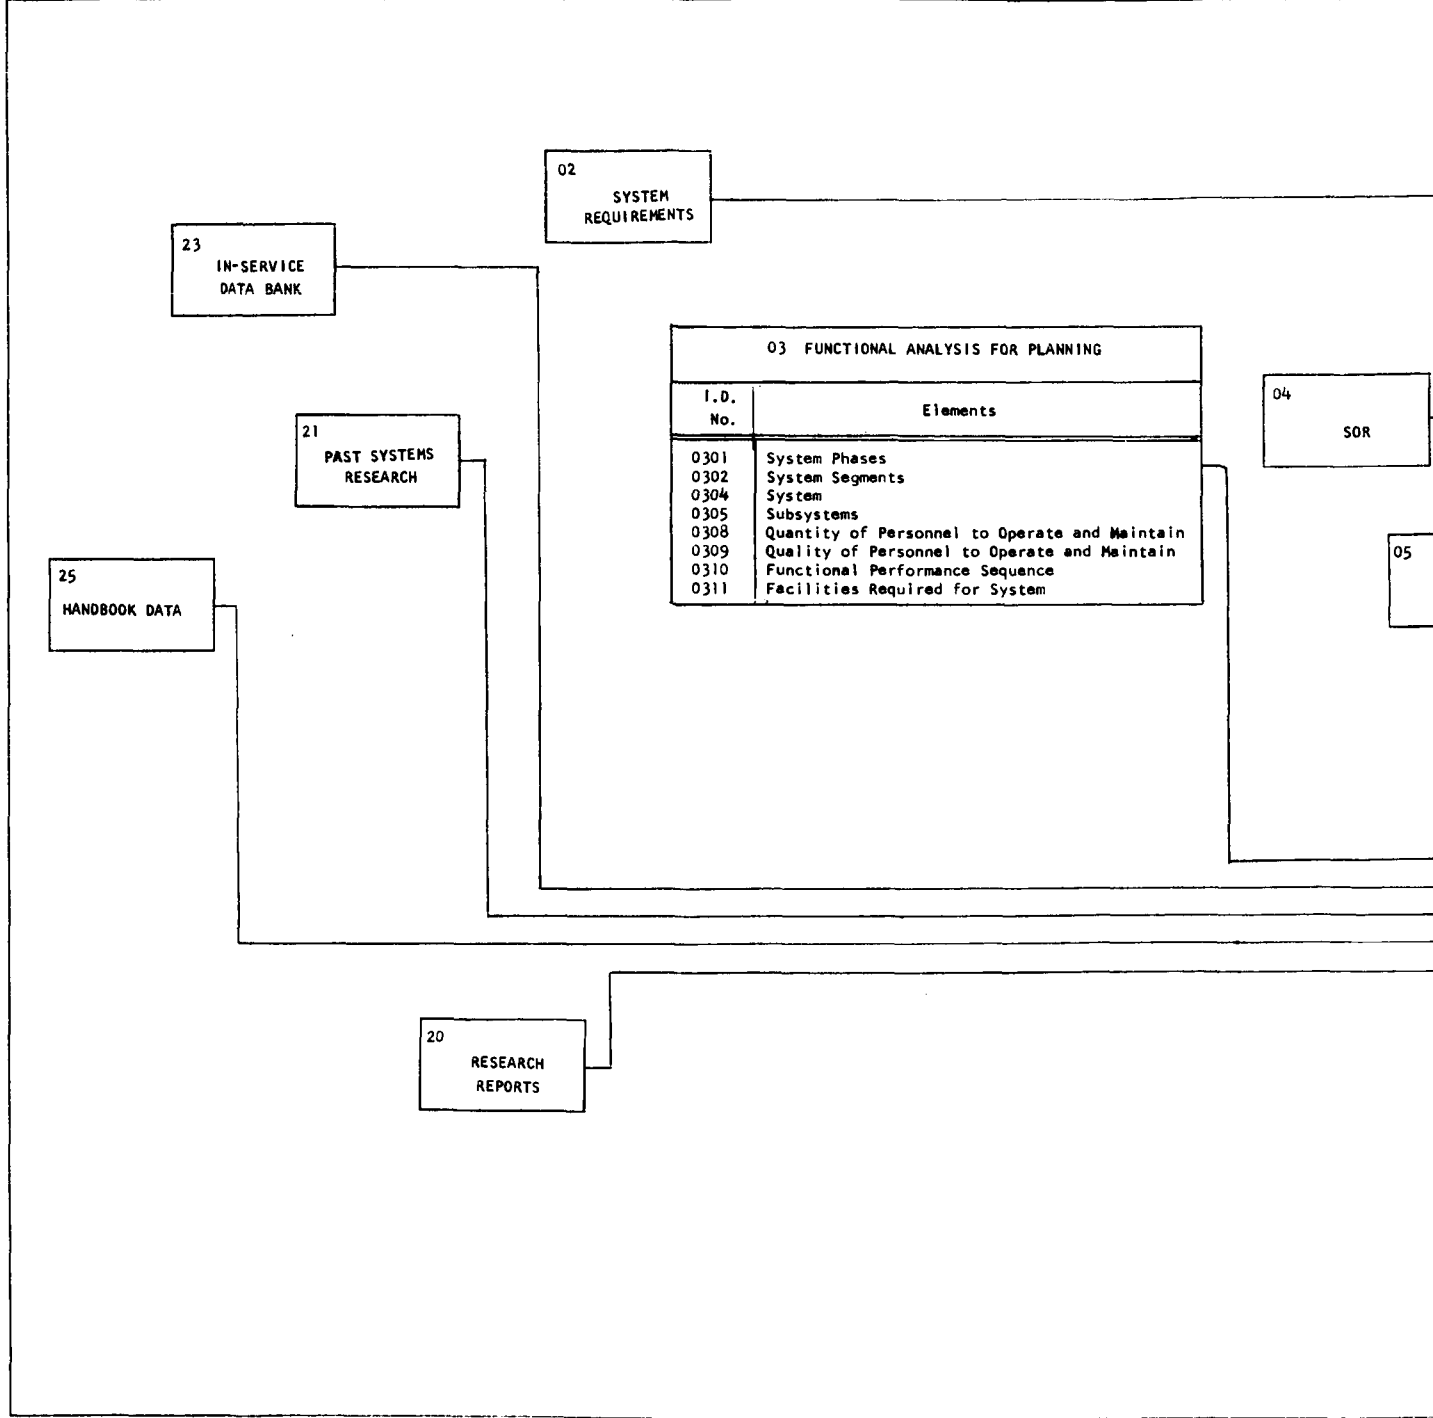 02
SYSTEM
REQUIREMENTS
23
IN-SERVICE
DATA BANK
03 FUNCTIONAL ANALYSIS FOR PLANNING
I.D.
No.
Elements
0301 System Phases
0302 System Segments
0304 System
0305 Subsystems
0308 Quantity of Personnel to Operate and Maintain
0309 Quality of Personnel to Operate and Maintain
0310 Functional Performance Sequence
0311 Facilities Required for System
04
SOR
21
PAST SYSTEMS
RESEARCH
05
25
HANDBOOK DATA
20
RESEARCH
REPORTS